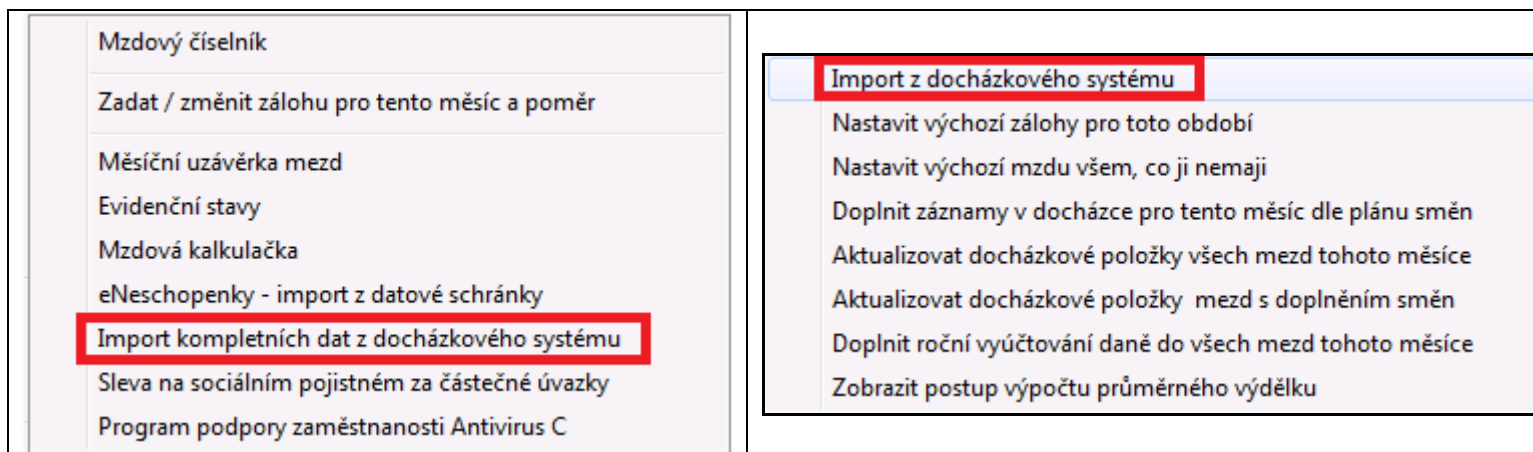 Mzdový číselník
Zadat / změnit zálohu pro tento měsíc a poměr
Měsíční uzávěrka mezd
Evidenční stavy
Mzdová kalkulačka
eNeschopenky - import z datové schránky
Import kompletních dat z docházkového systému
Sleva na sociálním pojistném za částečné úvazky
Program podpory zaměstnanosti Antivirus C
Import z docházkového systému
Nastavit výchozí zálohy pro toto období
Nastavit výchozí mzdu všem, co ji nemaji
Doplnit záznamy v docházce pro tento měsíc dle plánu směn
Aktualizovat docházkové položky všech mezd tohoto měsíce
Aktualizovat docházkové položky  mezd s doplněním směn
Doplnit roční vyúčtování daně do všech mezd tohoto měsíce
Zobrazit postup výpočtu průměrného výdělku